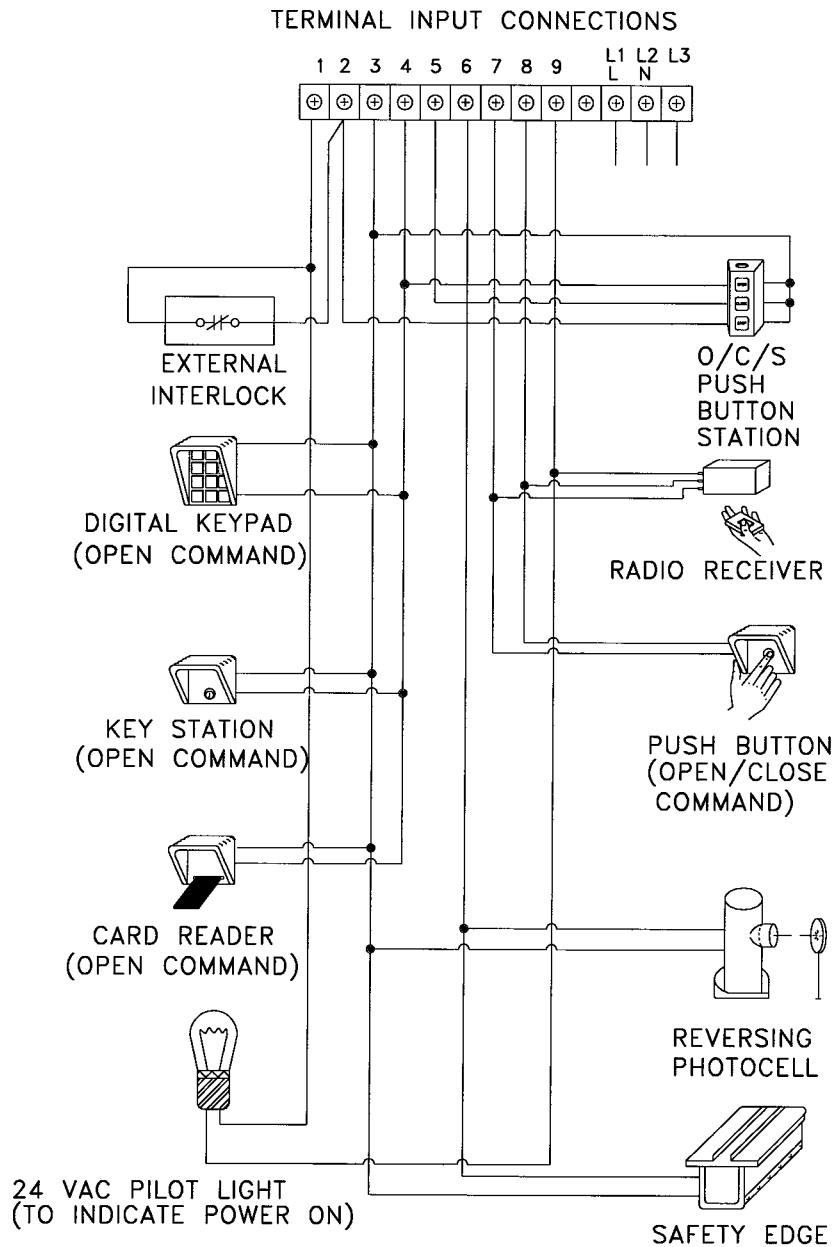 TERMINAL INPUT CONNECTIONS
1 2 3 4 5 6 7 8 9 L1 L2 L3
L N
EXTERNAL
INTERLOCK
O/C/S
PUSH
BUTTON
STATION
DIGITAL KEYPAD
(OPEN COMMAND)
RADIO RECEIVER
KEY STATION
(OPEN COMMAND)
PUSH BUTTON
(OPEN/CLOSE
COMMAND)
CARD READER
(OPEN COMMAND)
REVERSING
PHOTOCELL
24 VAC PILOT LIGHT
(TO INDICATE POWER ON)
SAFETY EDGE